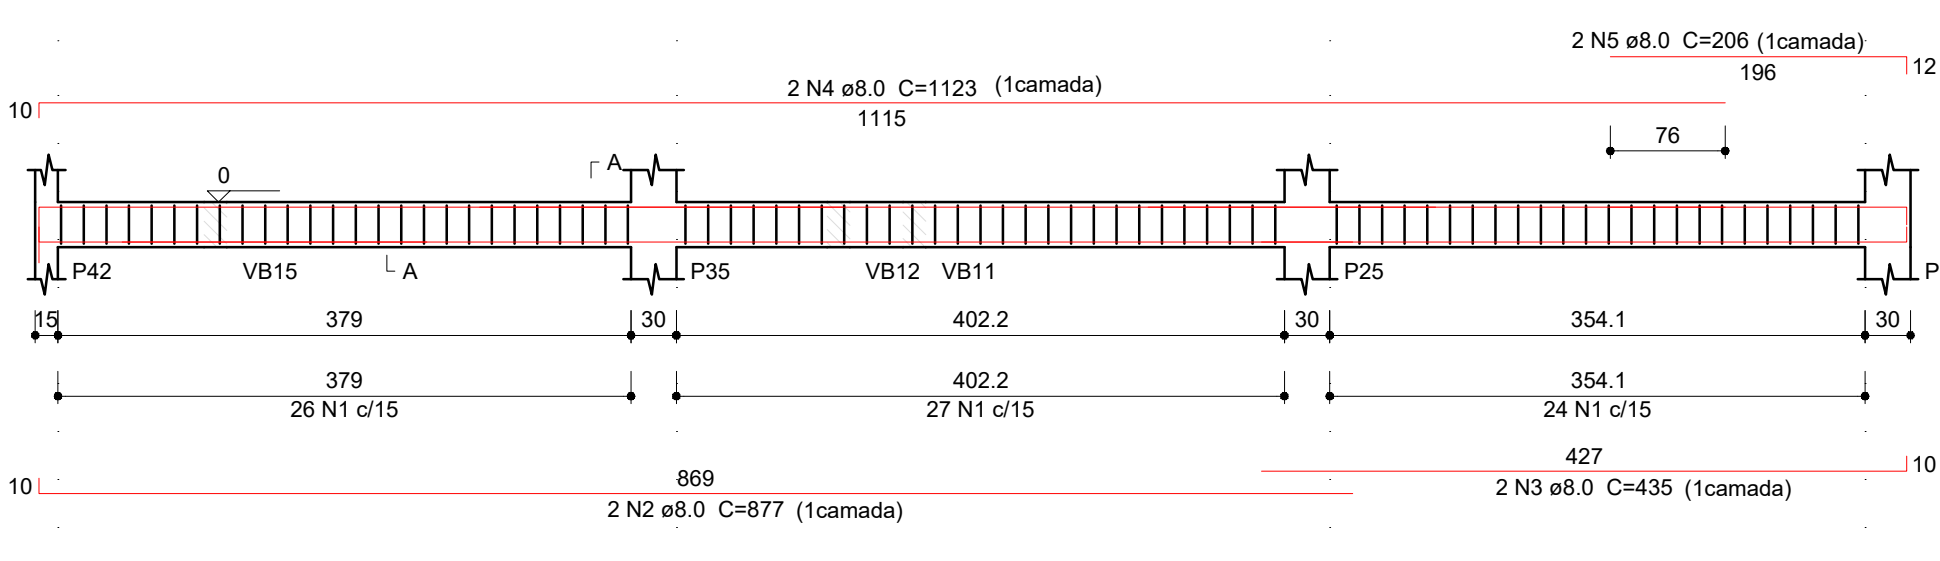 2 N5 ø8.0 C=206 (1camada)
196
12
2 N4 ø8.0 C=1123 (1camada)
10
1115
76
A
0
P42
VB15
A
P35
VB12
VB11
P25
P
15
379
30
402.2
30
354.1
30
379
402.2
354.1
26 N1 c/15
27 N1 c/15
24 N1 c/15
427
10
869
10
2 N3 ø8.0 C=435 (1camada)
2 N2 ø8.0 C=877 (1camada)